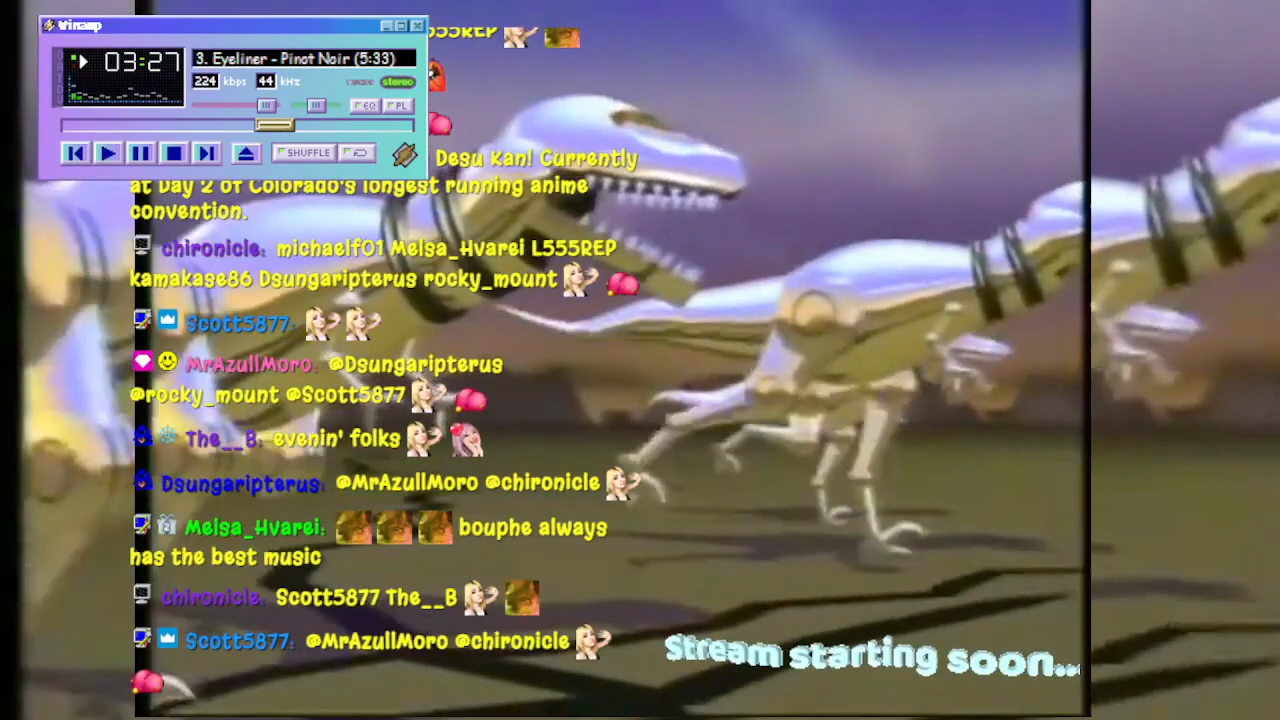 Winamp
03:27
3. Eyeliner - Pinot Noir (5:33)
224 kbps 44 kHz stereo
EQ PL
SHUFFLE
L555REP
Desu Kan! Currently
at Day 2 of Colorado's longest running anime
convention.
chironicle: michaelf01 Melsa_Hvarei L555REP
kamakase86 Dsungaripterus rocky_mount
Scott5877:
MrAzullMoro: @Dsungaripterus
@rocky_mount @Scott5877
The__B: evenin' folks
Dsungaripterus: @MrAzullMoro @chironicle
Melsa_Hvarei: bouphe always
has the best music
chironicle: Scott5877 The__B
Scott5877: @MrAzullMoro @chironicle
Stream starting soon...